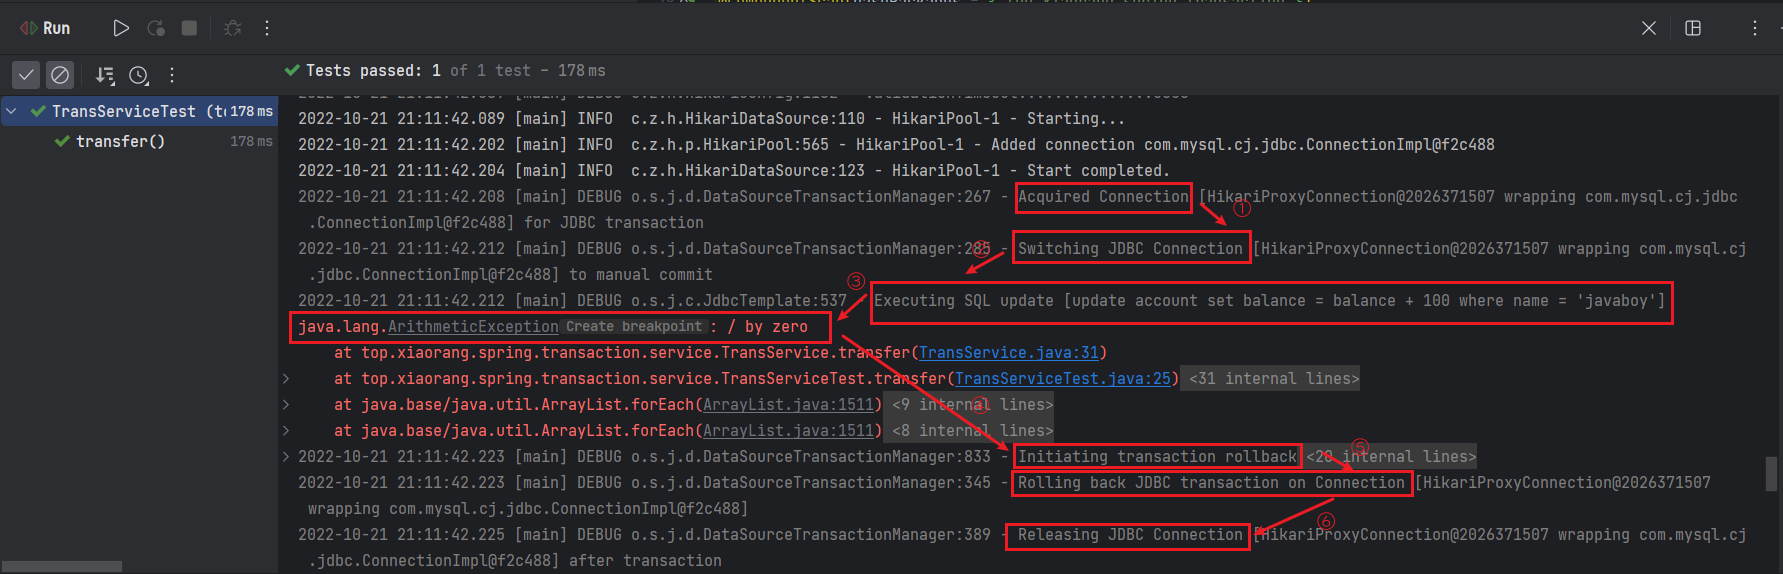 Run
Tests passed: 1 of 1 test – 178 ms
TransServiceTest (to 178 ms
transfer() 178 ms
2022-10-21 21:11:42.089 [main] INFO  c.z.h.HikariDataSource:110 - HikariPool-1 - Starting...
2022-10-21 21:11:42.202 [main] INFO  c.z.h.p.HikariPool:565 - HikariPool-1 - Added connection com.mysql.cj.jdbc.ConnectionImpl@f2c488
2022-10-21 21:11:42.204 [main] INFO  c.z.h.HikariDataSource:123 - HikariPool-1 - Start completed.
2022-10-21 21:11:42.208 [main] DEBUG o.s.j.d.DataSourceTransactionManager:267 - Acquired Connection [HikariProxyConnection@2026371507 wrapping com.mysql.cj.jdbc
.ConnectionImpl@f2c488] for JDBC transaction
①
2022-10-21 21:11:42.212 [main] DEBUG o.s.j.d.DataSourceTransactionManager:285 - Switching JDBC Connection [HikariProxyConnection@2026371507 wrapping com.mysql.cj
②
.jdbc.ConnectionImpl@f2c488] to manual commit
③
2022-10-21 21:11:42.212 [main] DEBUG o.s.j.c.JdbcTemplate:537 - Executing SQL update [update account set balance = balance + 100 where name = 'javaboy']
java.lang.ArithmeticException Create breakpoint : / by zero
at top.xiaorang.spring.transaction.service.TransService.transfer(TransService.java:31)
at top.xiaorang.spring.transaction.service.TransServiceTest.transfer(TransServiceTest.java:25) <31 internal lines>
at java.base/java.util.ArrayList.forEach(ArrayList.java:1511) <9 internal lines>
④
at java.base/java.util.ArrayList.forEach(ArrayList.java:1511) <8 internal lines>
2022-10-21 21:11:42.223 [main] DEBUG o.s.j.d.DataSourceTransactionManager:833 - Initiating transaction rollback <28 internal lines>
⑤
2022-10-21 21:11:42.223 [main] DEBUG o.s.j.d.DataSourceTransactionManager:345 - Rolling back JDBC transaction on Connection [HikariProxyConnection@2026371507
wrapping com.mysql.cj.jdbc.ConnectionImpl@f2c488]
⑥
2022-10-21 21:11:42.225 [main] DEBUG o.s.j.d.DataSourceTransactionManager:389 - Releasing JDBC Connection [HikariProxyConnection@2026371507 wrapping com.mysql.cj
.jdbc.ConnectionImpl@f2c488] after transaction